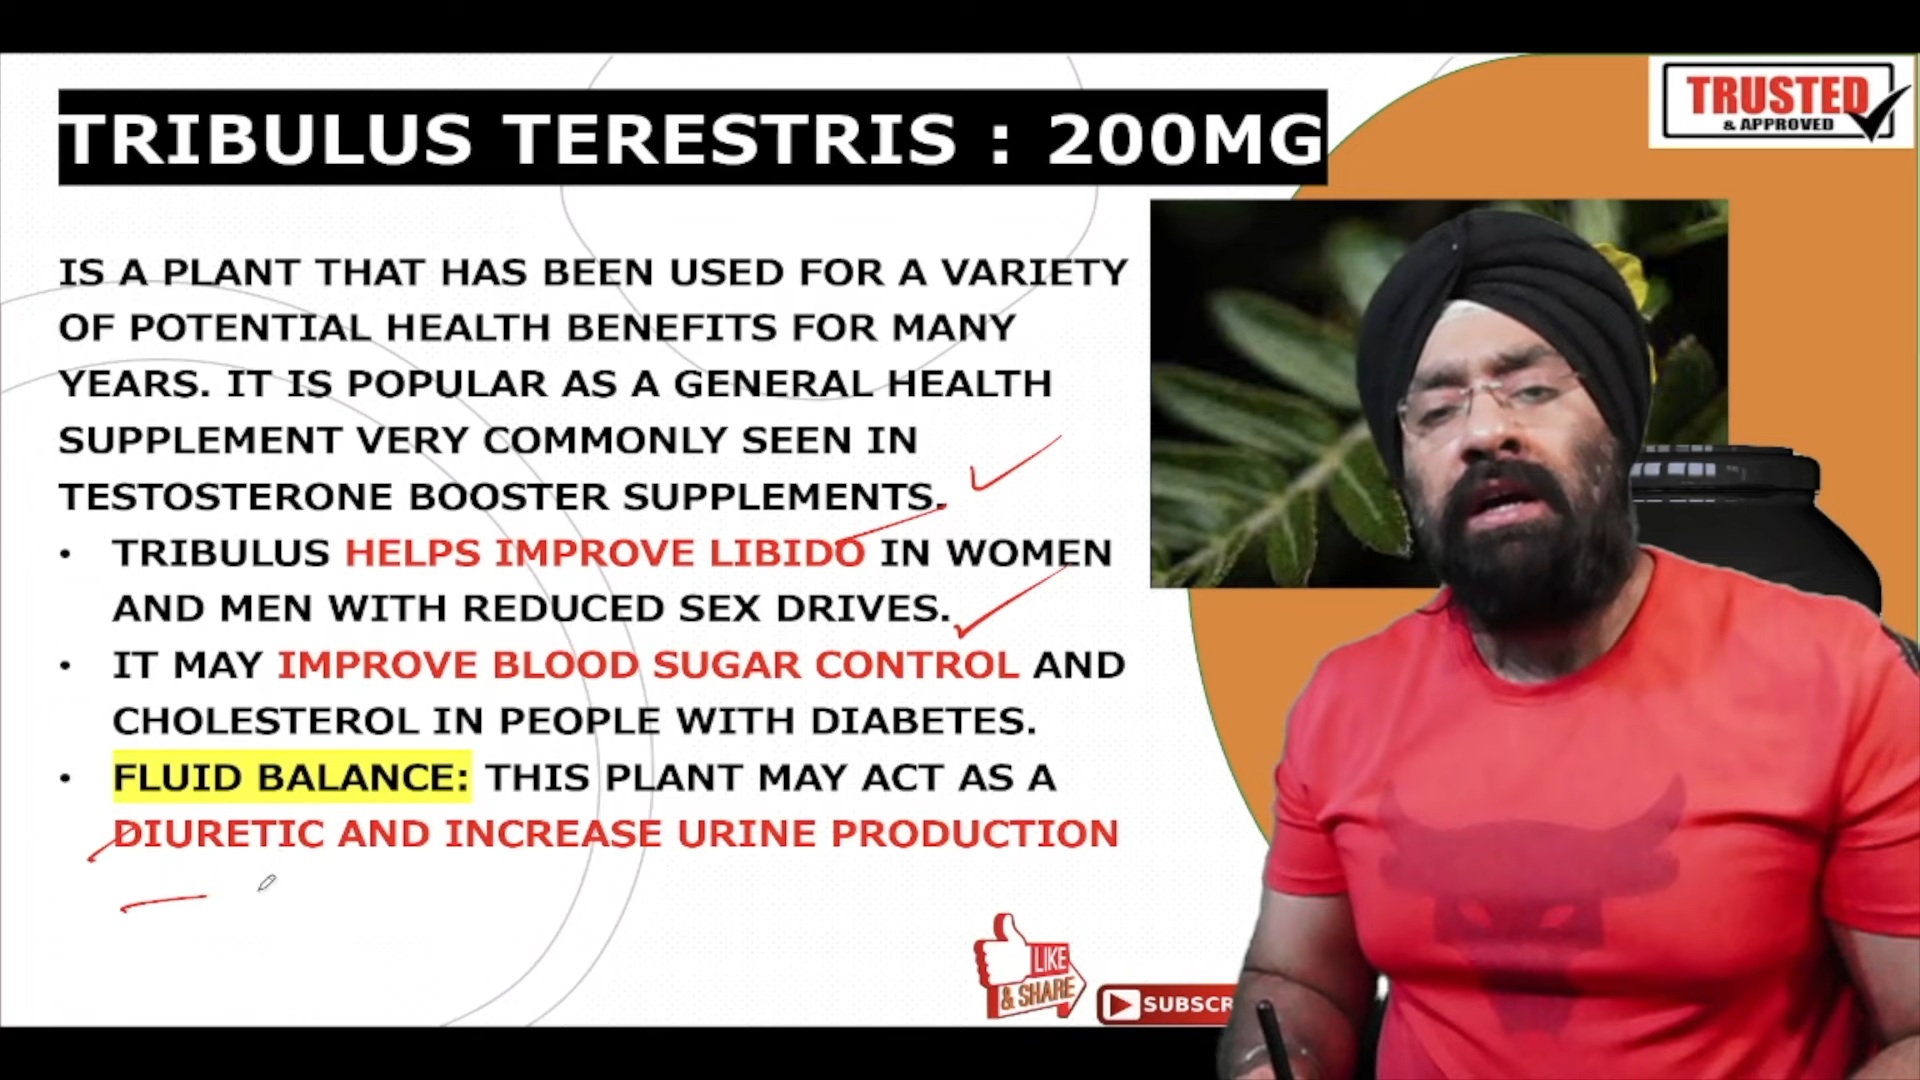 TRIBULUS TERESTRIS : 200MG
TRUSTED
& APPROVED
IS A PLANT THAT HAS BEEN USED FOR A VARIETY
OF POTENTIAL HEALTH BENEFITS FOR MANY
YEARS. IT IS POPULAR AS A GENERAL HEALTH
SUPPLEMENT VERY COMMONLY SEEN IN
TESTOSTERONE BOOSTER SUPPLEMENTS.
• TRIBULUS HELPS IMPROVE LIBIDO IN WOMEN
AND MEN WITH REDUCED SEX DRIVES.
• IT MAY IMPROVE BLOOD SUGAR CONTROL AND
CHOLESTEROL IN PEOPLE WITH DIABETES.
• FLUID BALANCE: THIS PLANT MAY ACT AS A
DIURETIC AND INCREASE URINE PRODUCTION
LIKE
& SHARE
SUBSCR